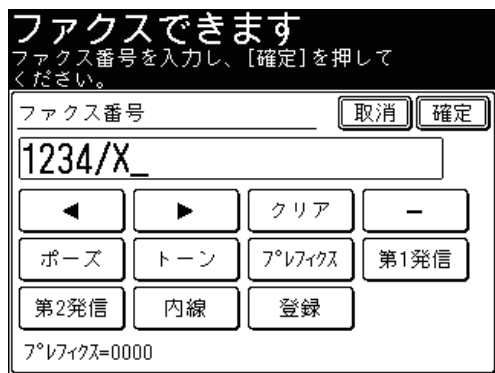 ファクスできます
ファクス番号を入力し、[確定]を押して
ください。
ファクス番号 取消 確定
1234/X_
◀ ▶ クリア −
ポーズ トーン プレフィクス 第1発信
第2発信 内線 登録
プレフィクス=0000